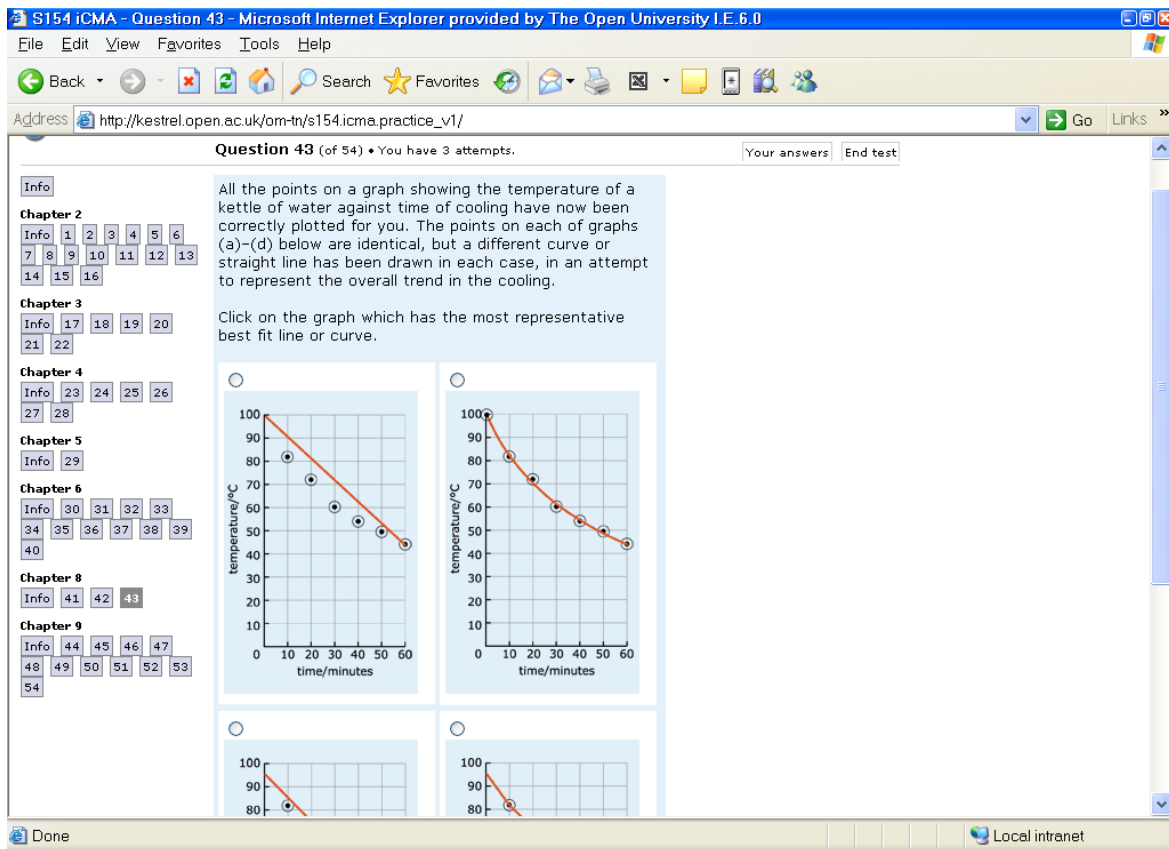 S154 iCMA - Question 43 - Microsoft Internet Explorer provided by The Open University I.E.6.0
File Edit View Favorites Tools Help
Back Search Favorites
Address http://kestrel.open.ac.uk/om-tn/s154.icma.practice_v1/ Go Links »
Question 43 (of 54) • You have 3 attempts. Your answers End test
Info
Chapter 2
Info 1 2 3 4 5 6
7 8 9 10 11 12 13
14 15 16
Chapter 3
Info 17 18 19 20
21 22
Chapter 4
Info 23 24 25 26
27 28
Chapter 5
Info 29
Chapter 6
Info 30 31 32 33
34 35 36 37 38 39
40
Chapter 8
Info 41 42 43
Chapter 9
Info 44 45 46 47
48 49 50 51 52 53
54
All the points on a graph showing the temperature of a
kettle of water against time of cooling have now been
correctly plotted for you. The points on each of graphs
(a)–(d) below are identical, but a different curve or
straight line has been drawn in each case, in an attempt
to represent the overall trend in the cooling.
Click on the graph which has the most representative
best fit line or curve.
100
90
80
70
60
50
40
30
20
10
0 10 20 30 40 50 60
time/minutes
temperature/°C
100
90
80
70
60
50
40
30
20
10
0 10 20 30 40 50 60
time/minutes
temperature/°C
100
90
80
100
90
80
Done
Local intranet